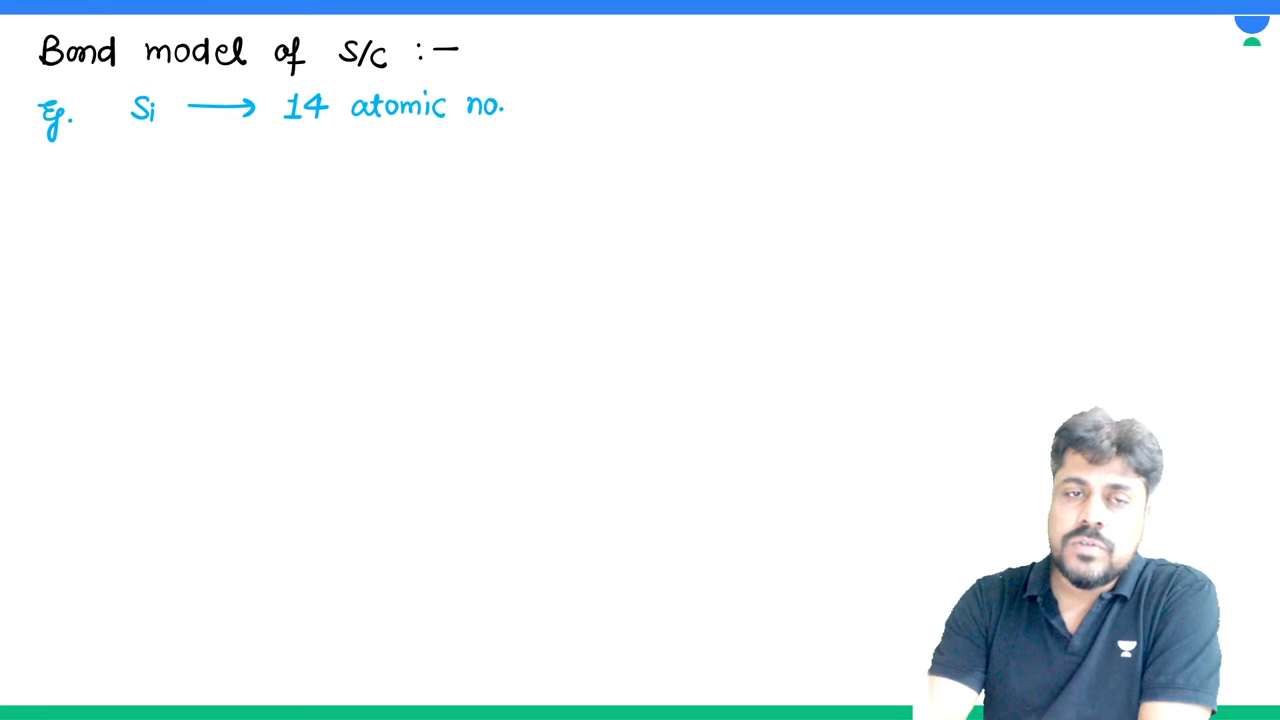 Bond model of S/C :-
Eg. Si → 14 atomic no.